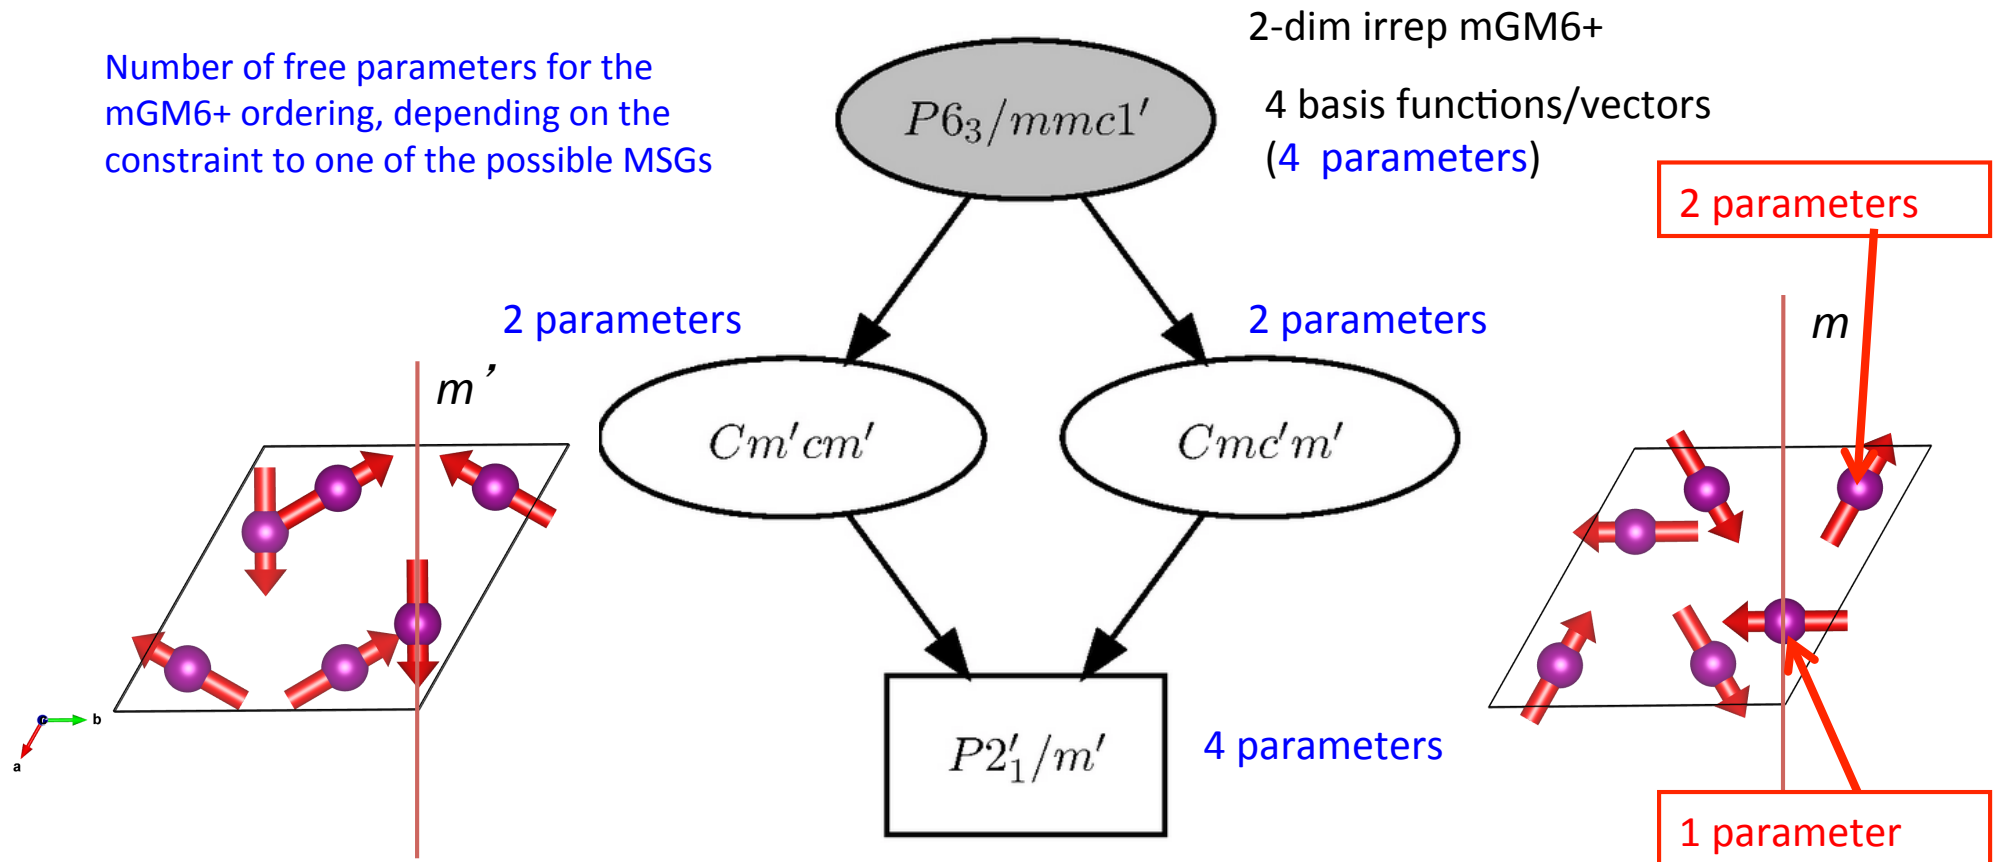 Number of free parameters for the
mGM6+ ordering, depending on the
constraint to one of the possible MSGs
P6₃/mmc1′
2-dim irrep mGM6+
4 basis functions/vectors
(4 parameters)
2 parameters
2 parameters
2 parameters
m′
m
Cm′cm′
Cmc′m′
b
a
P2₁′/m′
4 parameters
1 parameter